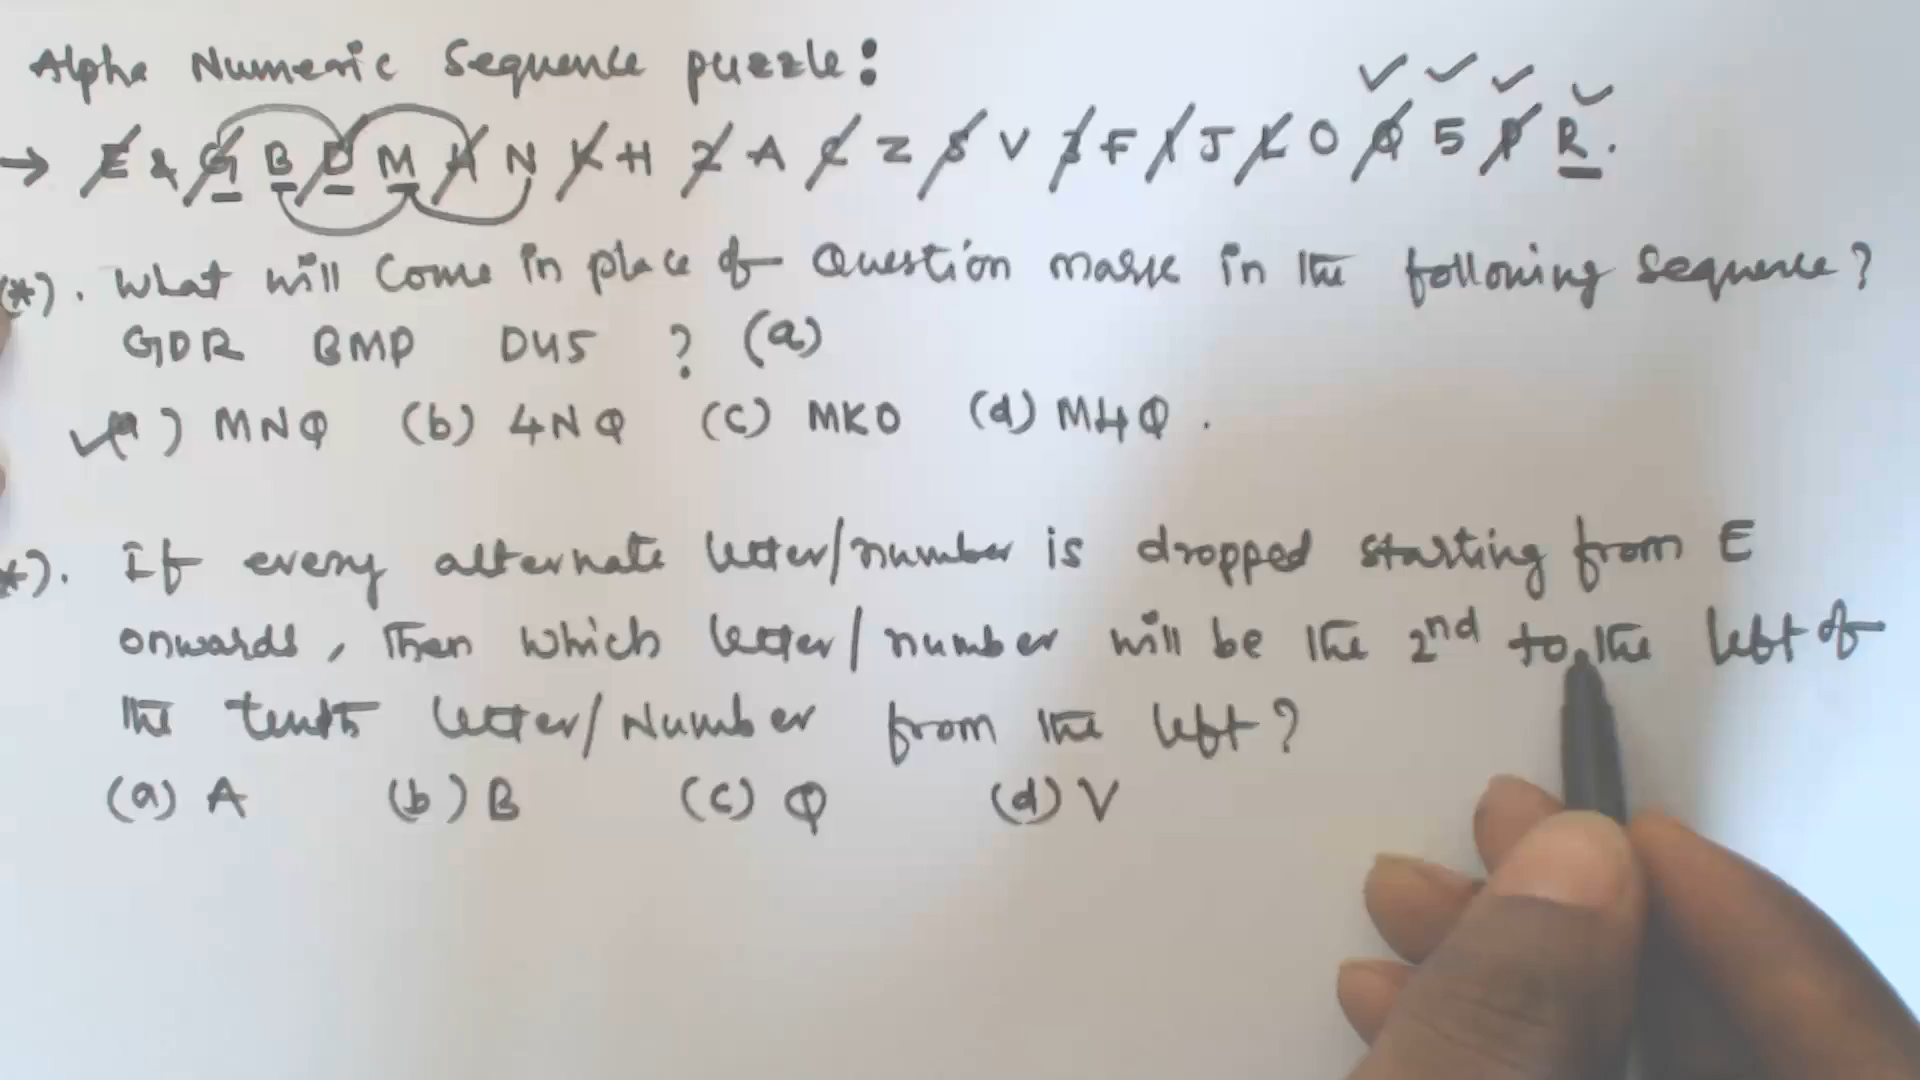 Alpha Numeric Sequence puzzle:
→ E & G B D M H N K H 2 A C Z S V 3 F 1 J L O Q 5 P R.
(*). What will Come in place of Question mark in the following Sequence?
GDR BMP D45 ? (a)
(a) MNQ (b) 4NQ (c) MKO (d) M4Q.
*). If every alternate letter/number is dropped starting from E
onwards, Then which letter/number will be the 2nd to the left of
the tenth letter/Number from the left?
(a) A (b) B (c) Q (d) V